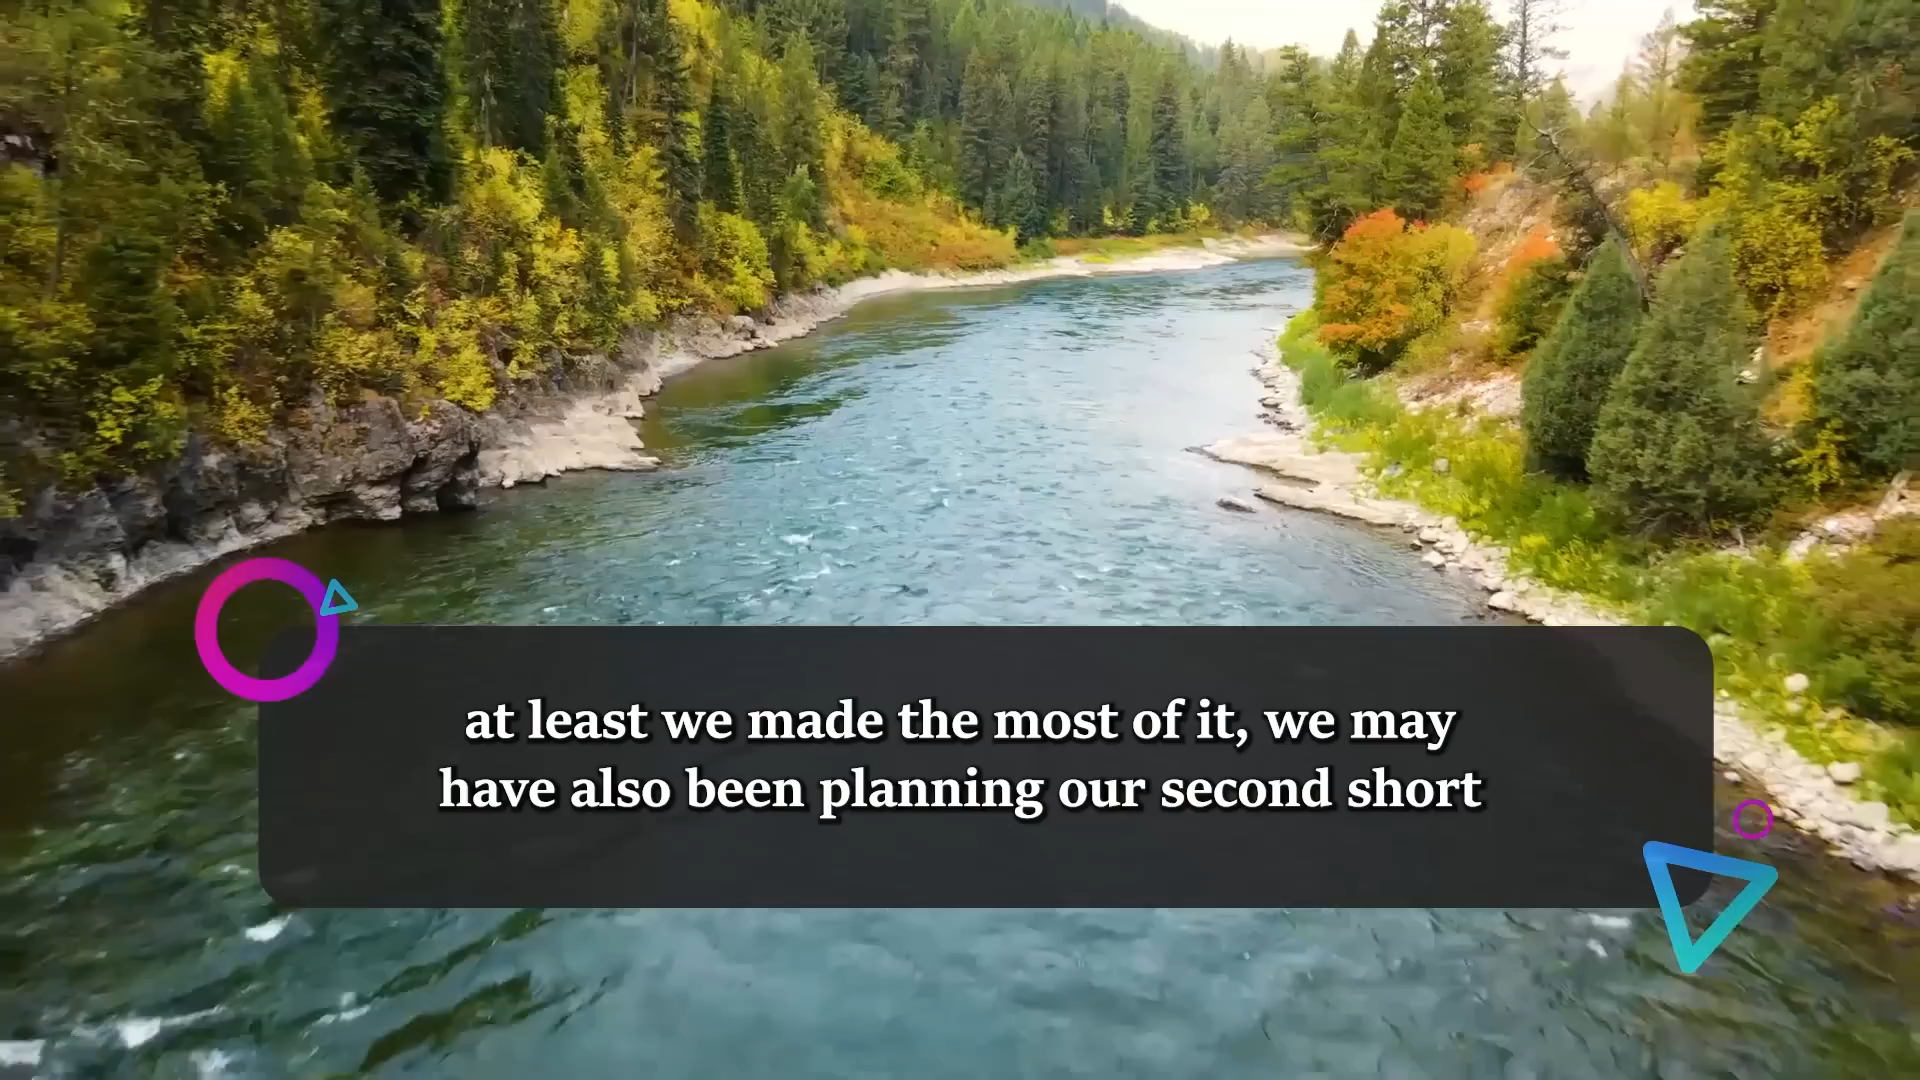 at least we made the most of it, we may
have also been planning our second short